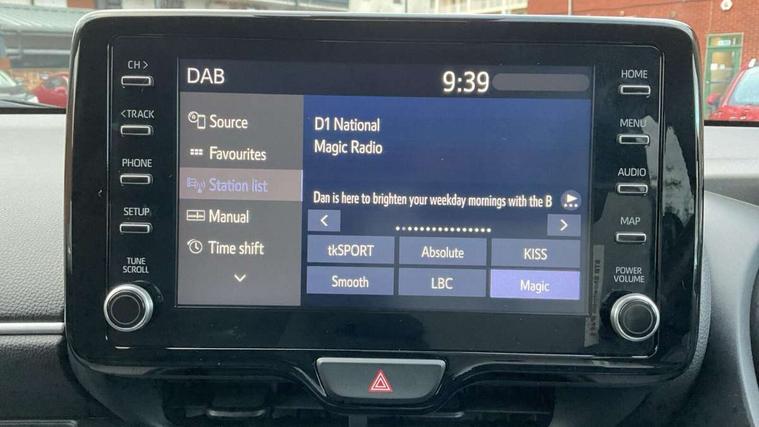 CH >
< TRACK
PHONE
SETUP
TUNE
SCROLL
DAB
9:39
Source
Favourites
Station list
Manual
Time shift
D1 National
Magic Radio
Dan is here to brighten your weekday mornings with the B
tkSPORT Absolute KISS
Smooth LBC Magic
HOME
MENU
AUDIO
MAP
POWER
VOLUME